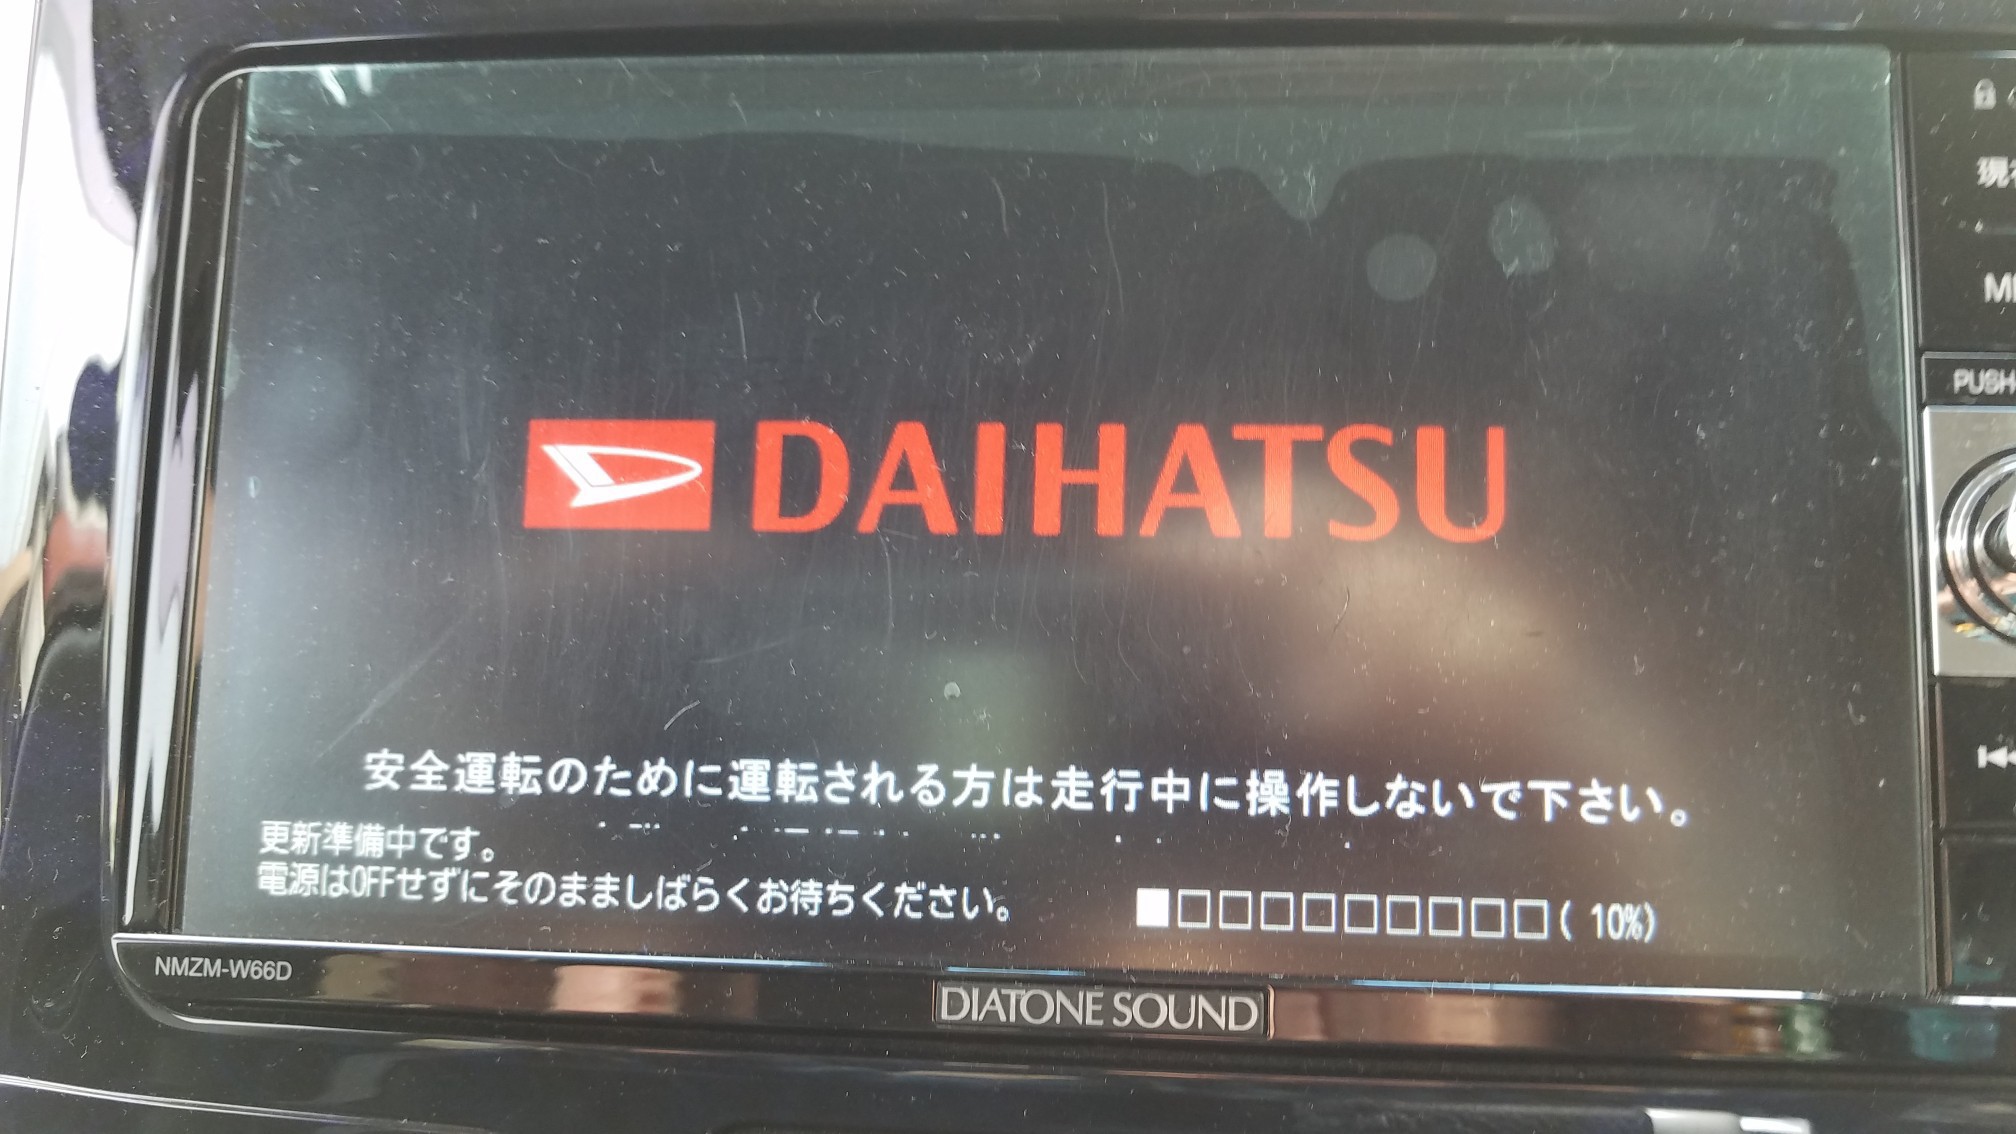 DAIHATSU
安全運転のために運転される方は走行中に操作しないで下さい。
更新準備中です。
電源はOFFせずにそのまましばらくお待ちください。
■□□□□□□□□□( 10%)
NMZM-W66D
DIATONE SOUND
PUSH